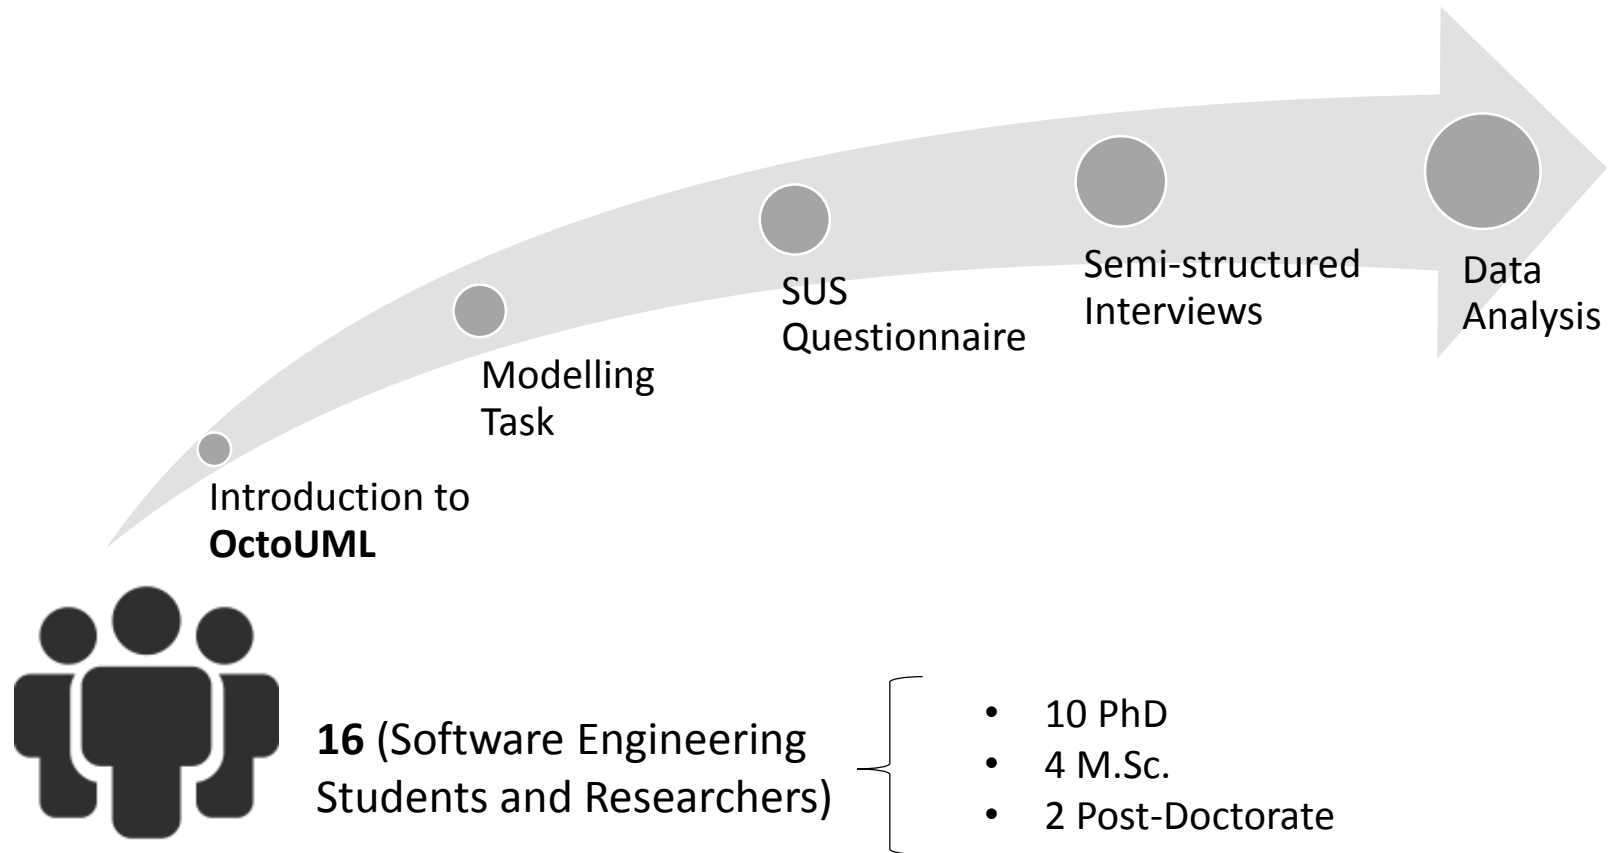 Introduction to
OctoUML
Modelling
Task
SUS
Questionnaire
Semi-structured
Interviews
Data
Analysis
16 (Software Engineering
Students and Researchers)
• 10 PhD
• 4 M.Sc.
• 2 Post-Doctorate